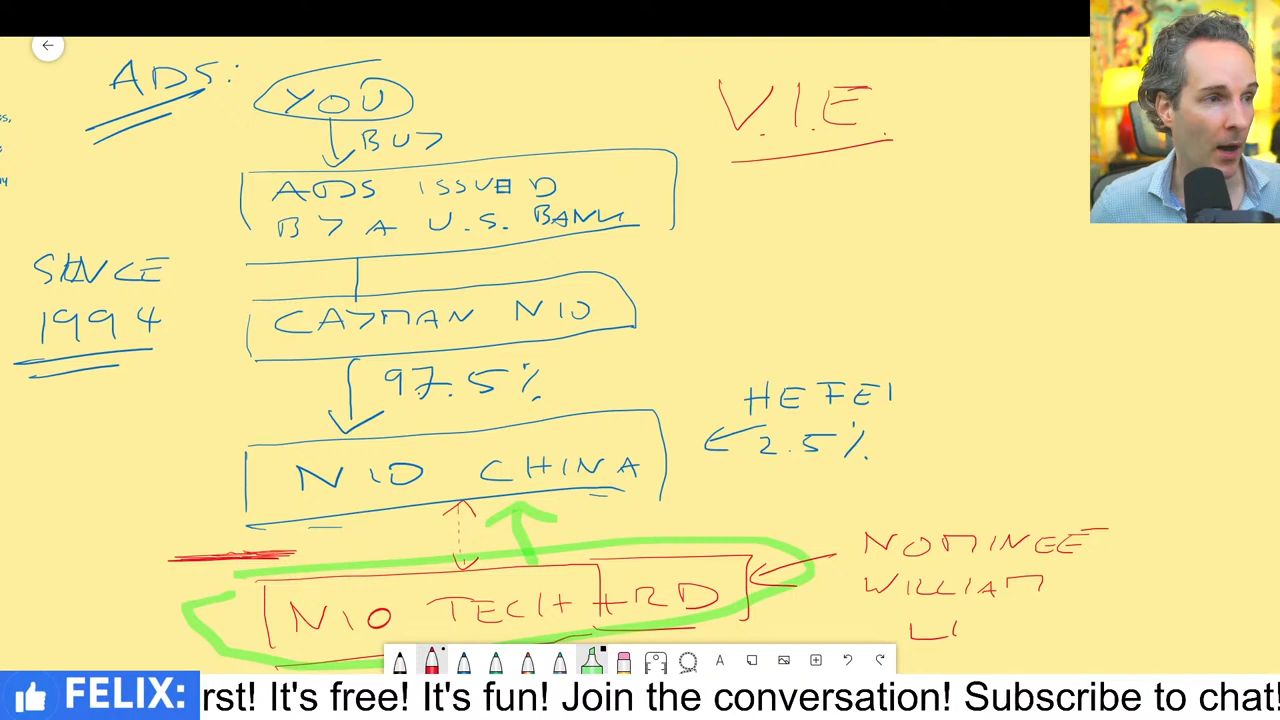 ADS:
YOU
BUY
V.I.E.
ADS ISSUED
BY A U.S. BANK
SINCE
1994
CAYMAN NIO
97.5%
HEFEI
2.5%
NIO CHINA
NIO TECH + RD
NOMINEE
WILLIAM
LI
A
FELIX:
rst! It's free! It's fun! Join the conversation! Subscribe to chat!